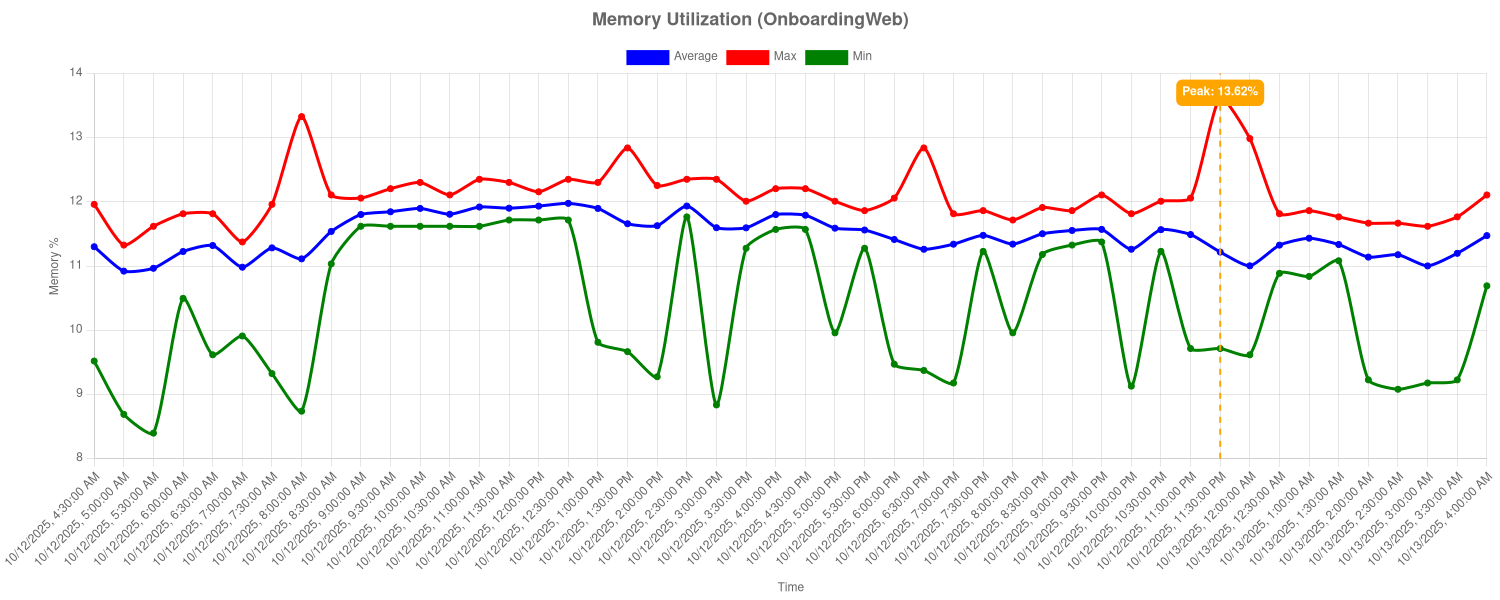 Memory Utilization (OnboardingWeb)
Average Max Min
Peak: 13.62%
Memory %
14
13
12
11
10
9
8
10/12/2025, 4:30:00 AM
10/12/2025, 5:00:00 AM
10/12/2025, 5:30:00 AM
10/12/2025, 6:00:00 AM
10/12/2025, 6:30:00 AM
10/12/2025, 7:00:00 AM
10/12/2025, 7:30:00 AM
10/12/2025, 8:00:00 AM
10/12/2025, 8:30:00 AM
10/12/2025, 9:00:00 AM
10/12/2025, 9:30:00 AM
10/12/2025, 10:00:00 AM
10/12/2025, 10:30:00 AM
10/12/2025, 11:00:00 AM
10/12/2025, 11:30:00 AM
10/12/2025, 12:00:00 PM
10/12/2025, 12:30:00 PM
10/12/2025, 1:00:00 PM
10/12/2025, 1:30:00 PM
10/12/2025, 2:00:00 PM
10/12/2025, 2:30:00 PM
10/12/2025, 3:00:00 PM
10/12/2025, 3:30:00 PM
10/12/2025, 4:00:00 PM
10/12/2025, 4:30:00 PM
10/12/2025, 5:00:00 PM
10/12/2025, 5:30:00 PM
10/12/2025, 6:00:00 PM
10/12/2025, 6:30:00 PM
10/12/2025, 7:00:00 PM
10/12/2025, 7:30:00 PM
10/12/2025, 8:00:00 PM
10/12/2025, 8:30:00 PM
10/12/2025, 9:00:00 PM
10/12/2025, 9:30:00 PM
10/12/2025, 10:00:00 PM
10/12/2025, 10:30:00 PM
10/12/2025, 11:00:00 PM
10/12/2025, 11:30:00 PM
10/13/2025, 12:00:00 AM
10/13/2025, 12:30:00 AM
10/13/2025, 1:00:00 AM
10/13/2025, 1:30:00 AM
10/13/2025, 2:00:00 AM
10/13/2025, 2:30:00 AM
10/13/2025, 3:00:00 AM
10/13/2025, 3:30:00 AM
10/13/2025, 4:00:00 AM
Time